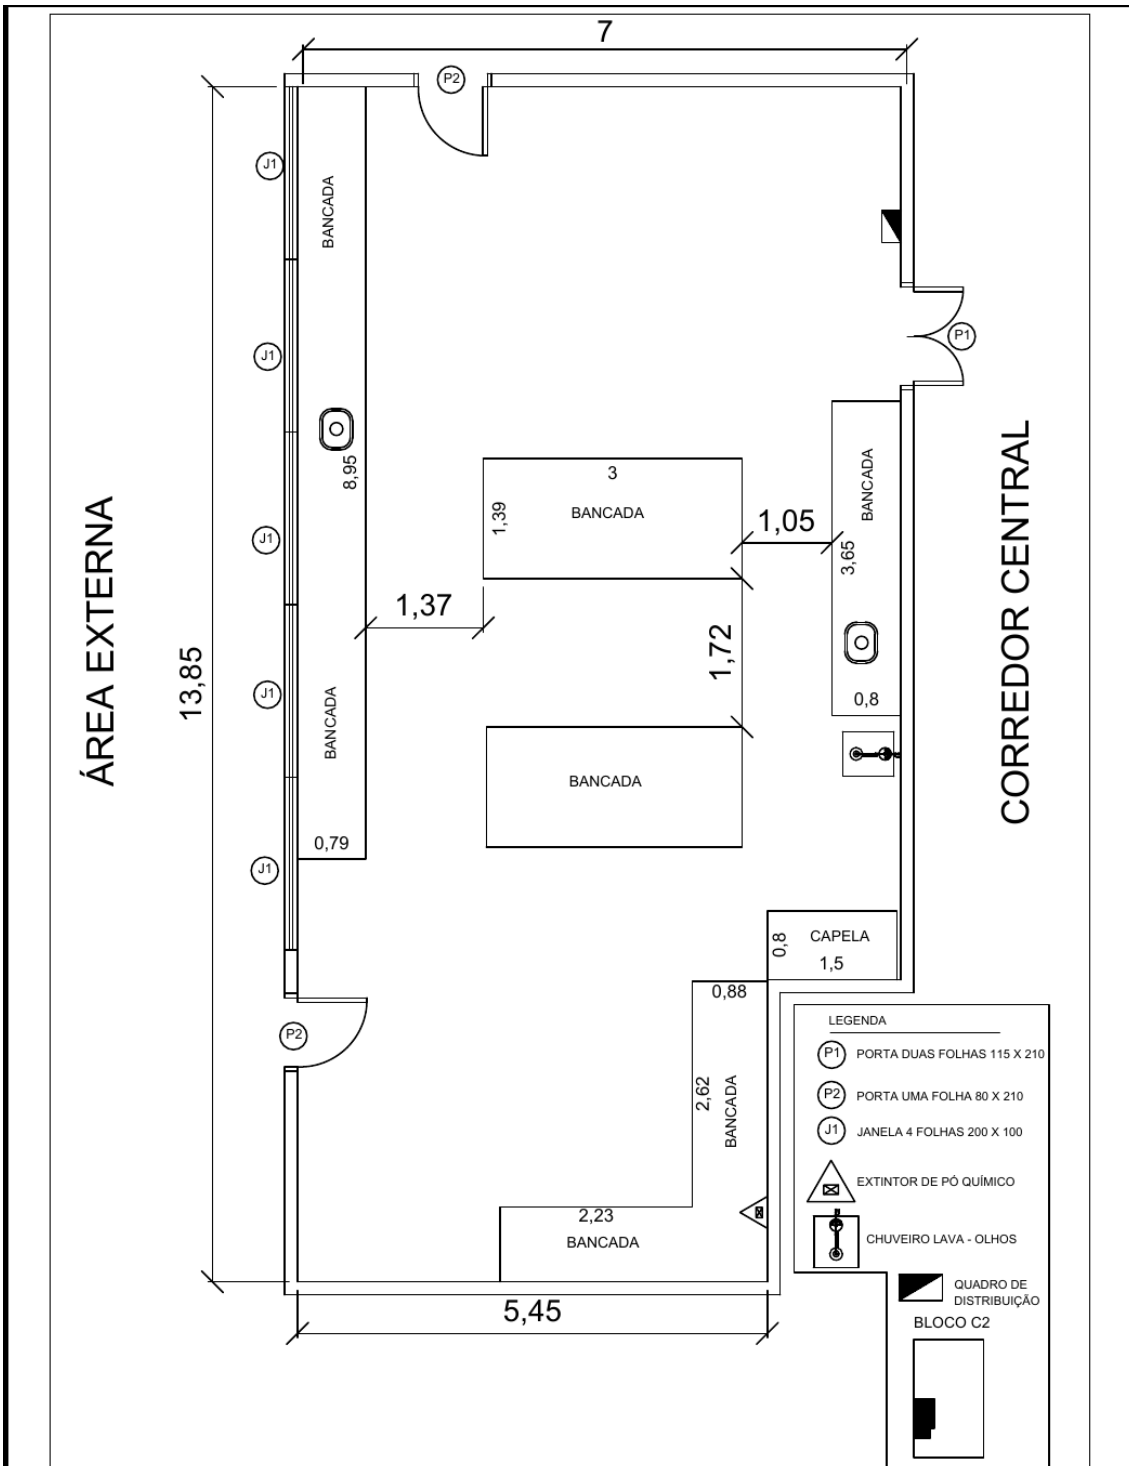 7
P2
J1
BANCADA
J1
P1
8,95
3
BANCADA
1,39
1,05
BANCADA
3,65
J1
1,37
1,72
ÁREA EXTERNA
13,85
CORREDOR CENTRAL
J1
BANCADA
0,8
BANCADA
0,79
J1
CAPELA
0,8
1,5
0,88
P2
2,62
BANCADA
2,23
BANCADA
5,45
LEGENDA
P1 PORTA DUAS FOLHAS 115 X 210
P2 PORTA UMA FOLHA 80 X 210
J1 JANELA 4 FOLHAS 200 X 100
EXTINTOR DE PÓ QUÍMICO
CHUVEIRO LAVA - OLHOS
QUADRO DE
DISTRIBUIÇÃO
BLOCO C2